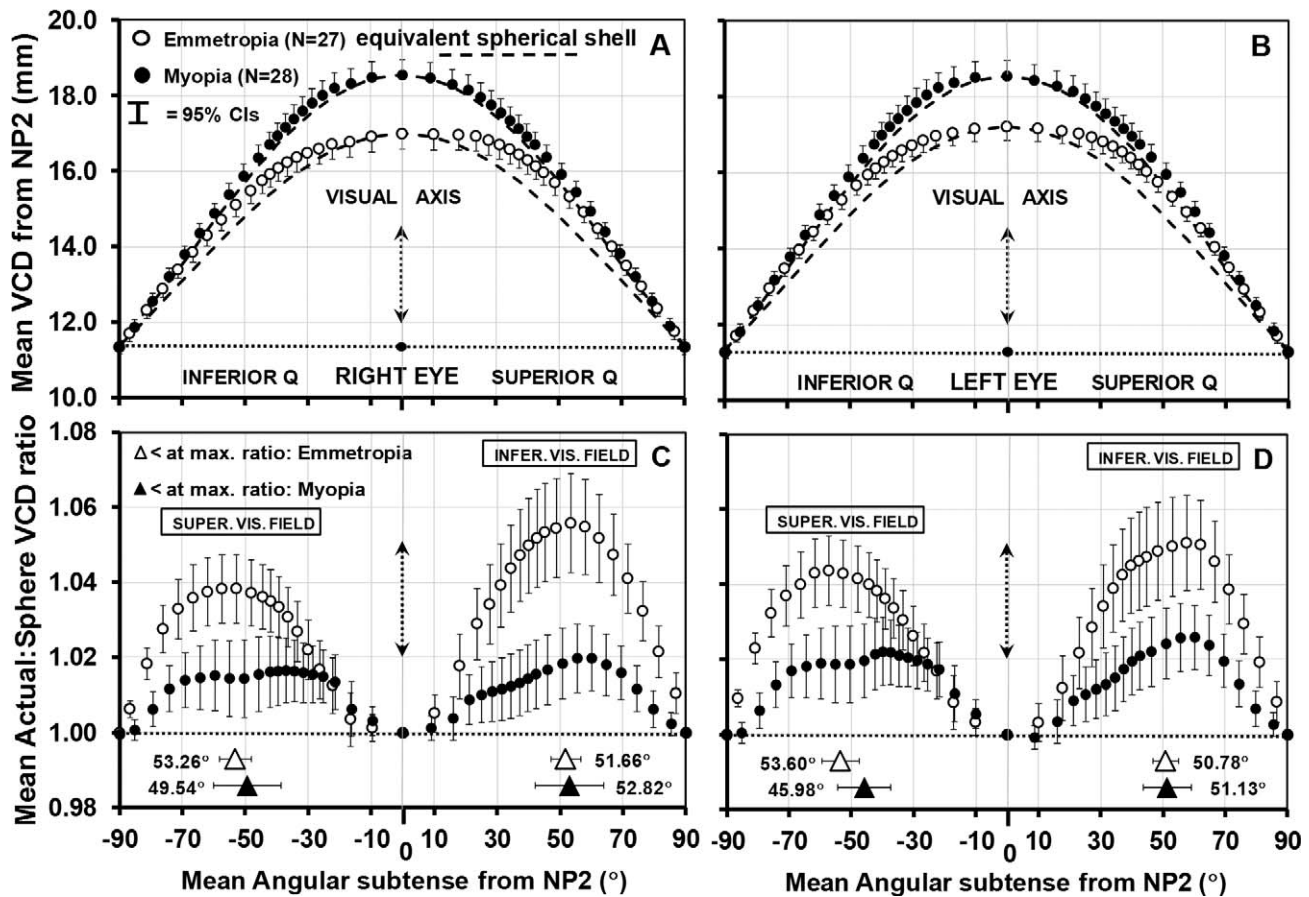 Mean VCD from NP2 (mm)
20.0
18.0
16.0
14.0
12.0
10.0
Emmetropia (N=27) equivalent spherical shell
Myopia (N=28)
= 95% CIs
A
VISUAL AXIS
INFERIOR Q RIGHT EYE SUPERIOR Q
B
VISUAL AXIS
INFERIOR Q LEFT EYE SUPERIOR Q
Mean Actual:Sphere VCD ratio
1.08
1.06
1.04
1.02
1.00
0.98
< at max. ratio: Emmetropia
< at max. ratio: Myopia
INFER. VIS. FIELD
C
SUPER. VIS. FIELD
53.26° 51.66°
49.54° 52.82°
-90 -70 -50 -30 -10 0 10 30 50 70 90
Mean Angular subtense from NP2 (°)
INFER. VIS. FIELD
D
SUPER. VIS. FIELD
53.60° 50.78°
45.98° 51.13°
-90 -70 -50 -30 -10 0 10 30 50 70 90
Mean Angular subtense from NP2 (°)